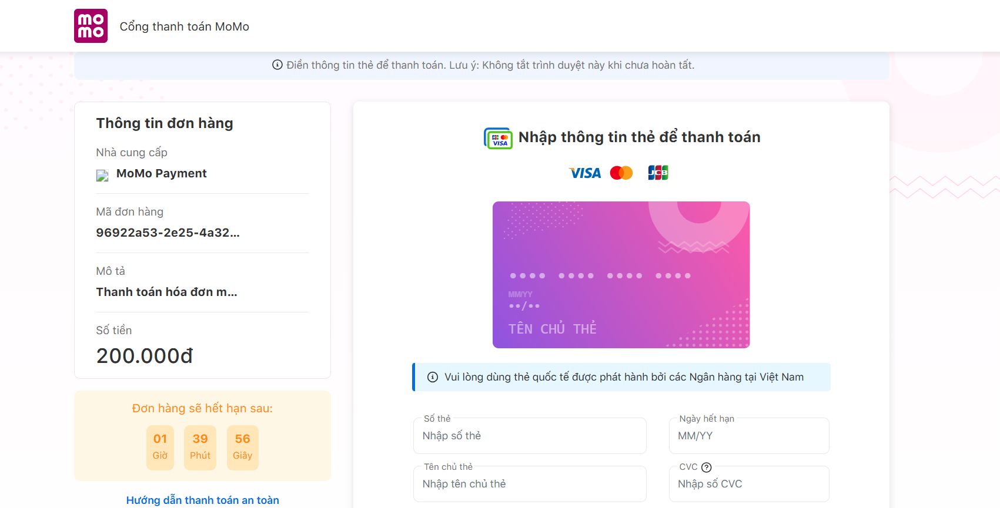 mo
mo
Cổng thanh toán MoMo
Điền thông tin thẻ để thanh toán. Lưu ý: Không tắt trình duyệt này khi chưa hoàn tất.
Thông tin đơn hàng
Nhà cung cấp
MoMo Payment
Mã đơn hàng
96922a53-2e25-4a32...
Mô tả
Thanh toán hóa đơn m...
Số tiền
200.000đ
Đơn hàng sẽ hết hạn sau:
01 39 56
Giờ Phút Giây
Hướng dẫn thanh toán an toàn
JCB
VISA
Nhập thông tin thẻ để thanh toán
VISA JCB
MM/YY
••/••
TÊN CHỦ THẺ
Vui lòng dùng thẻ quốc tế được phát hành bởi các Ngân hàng tại Việt Nam
Số thẻ
Nhập số thẻ
Ngày hết hạn
MM/YY
Tên chủ thẻ
Nhập tên chủ thẻ
CVC ?
Nhập số CVC